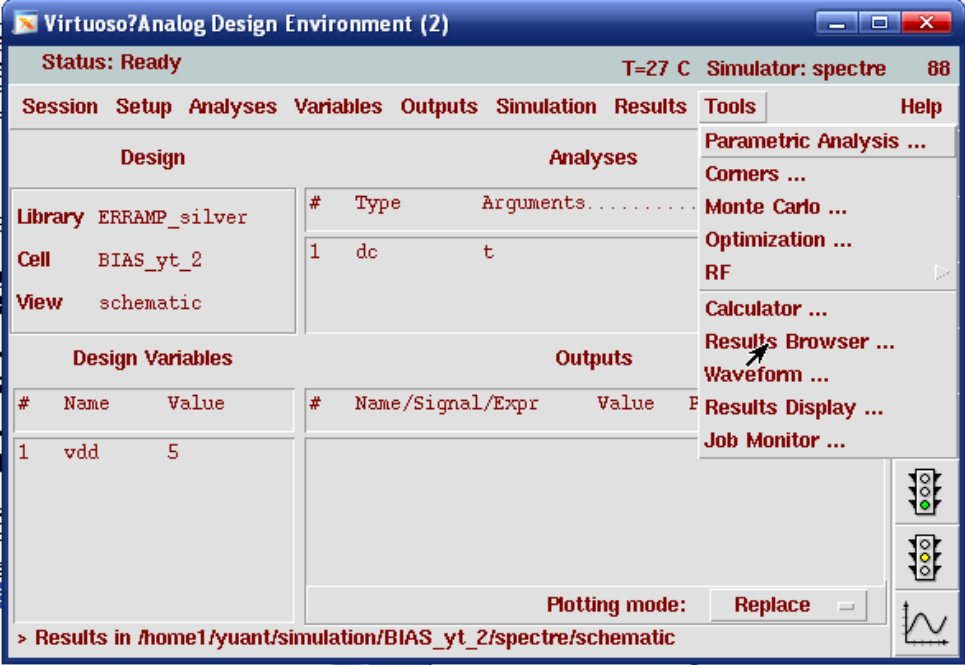 Virtuoso?Analog Design Environment (2)
Status: Ready T=27 C Simulator: spectre 88
Session Setup Analyses Variables Outputs Simulation Results Tools Help
Parametric Analysis ...
Corners ...
Monte Carlo ...
Optimization ...
RF
Calculator ...
Results Browser ...
Waveform ...
Results Display ...
Job Monitor ...
Design
Library ERRAMP_silver
Cell BIAS_yt_2
View schematic
Analyses
# Type Arguments..........
1 dc t
Design Variables
# Name Value
1 vdd 5
Outputs
# Name/Signal/Expr Value P
Plotting mode: Replace
> Results in /home1/yuant/simulation/BIAS_yt_2/spectre/schematic